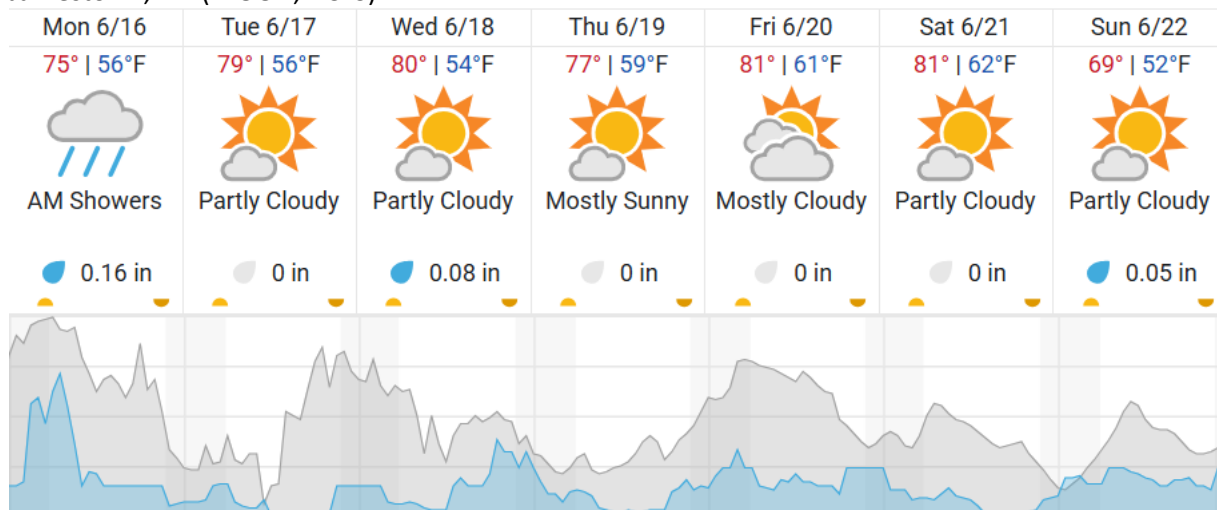 Mon 6/16 Tue 6/17 Wed 6/18 Thu 6/19 Fri 6/20 Sat 6/21 Sun 6/22
75° | 56°F 79° | 56°F 80° | 54°F 77° | 59°F 81° | 61°F 81° | 62°F 69° | 52°F
AM Showers Partly Cloudy Partly Cloudy Mostly Sunny Mostly Cloudy Partly Cloudy Partly Cloudy
0.16 in 0 in 0.08 in 0 in 0 in 0 in 0.05 in